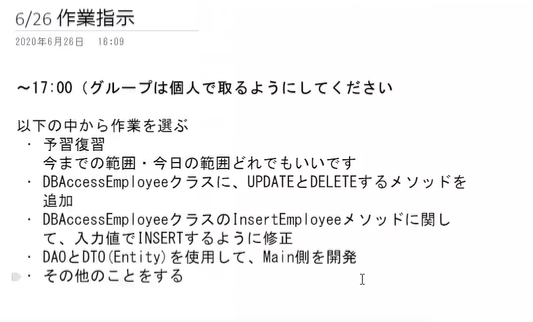 6/26 作業指示
2020年6月26日 16:09
～17:00（グループは個人で取るようにしてください
以下の中から作業を選ぶ
・ 予習復習
今までの範囲・今日の範囲どれでもいいです
・ DBAccessEmployeeクラスに、UPDATEとDELETEするメソッドを
追加
・ DBAccessEmployeeクラスのInsertEmployeeメソッドに関し
て、入力値でINSERTするように修正
・ DAOとDTO(Entity)を使用して、Main側を開発
・ その他のことをする